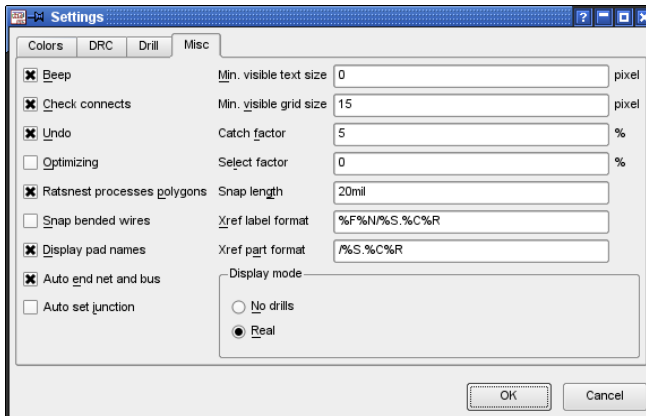 Settings
Colors DRC Drill Misc
Beep Min. visible text size 0 pixel
Check connects Min. visible grid size 15 pixel
Undo Catch factor 5 %
Optimizing Select factor 0 %
Ratsnest processes polygons Snap length 20mil
Snap bended wires Xref label format %F%N/%S.%C%R
Display pad names Xref part format /%S.%C%R
Auto end net and bus Display mode
Auto set junction No drills
Real
OK Cancel